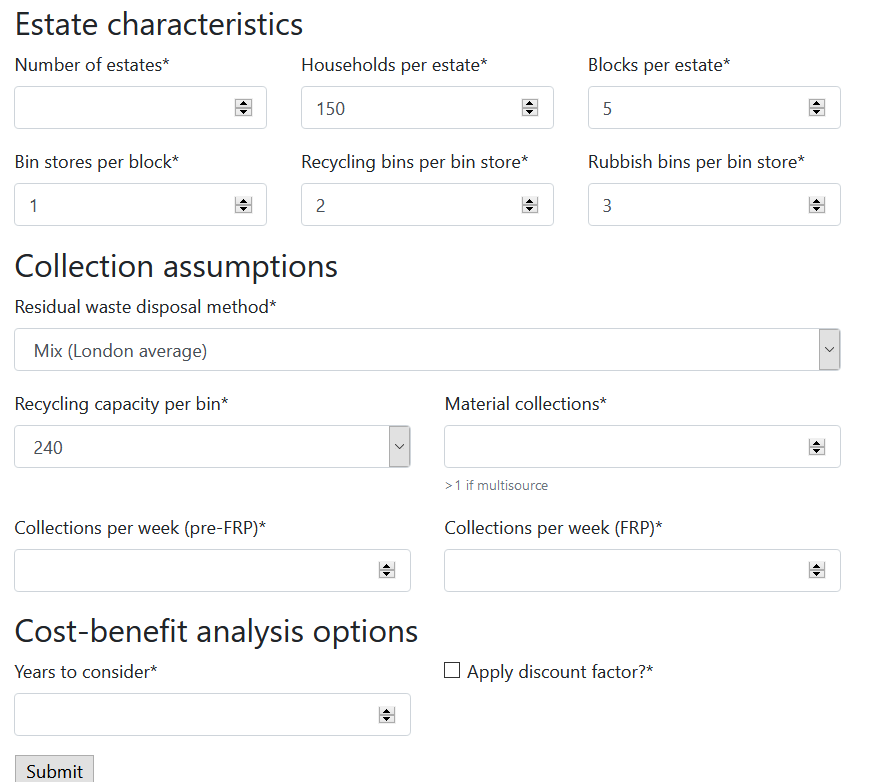 Estate characteristics
Number of estates* Households per estate* Blocks per estate*
150 5
Bin stores per block* Recycling bins per bin store* Rubbish bins per bin store*
1 2 3
Collection assumptions
Residual waste disposal method*
Mix (London average)
Recycling capacity per bin* Material collections*
240
>1 if multisource
Collections per week (pre-FRP)* Collections per week (FRP)*
Cost-benefit analysis options
Years to consider* Apply discount factor?*
Submit